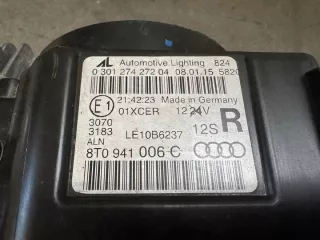 AL Automotive Lighting 824
0 301 274 272 04 08.01.15 5820
E1 21:42:23 Made in Germany
01XCER 12 24V
3070
3183 LE10B6237 12S R
ALN
8T0 941 006 C